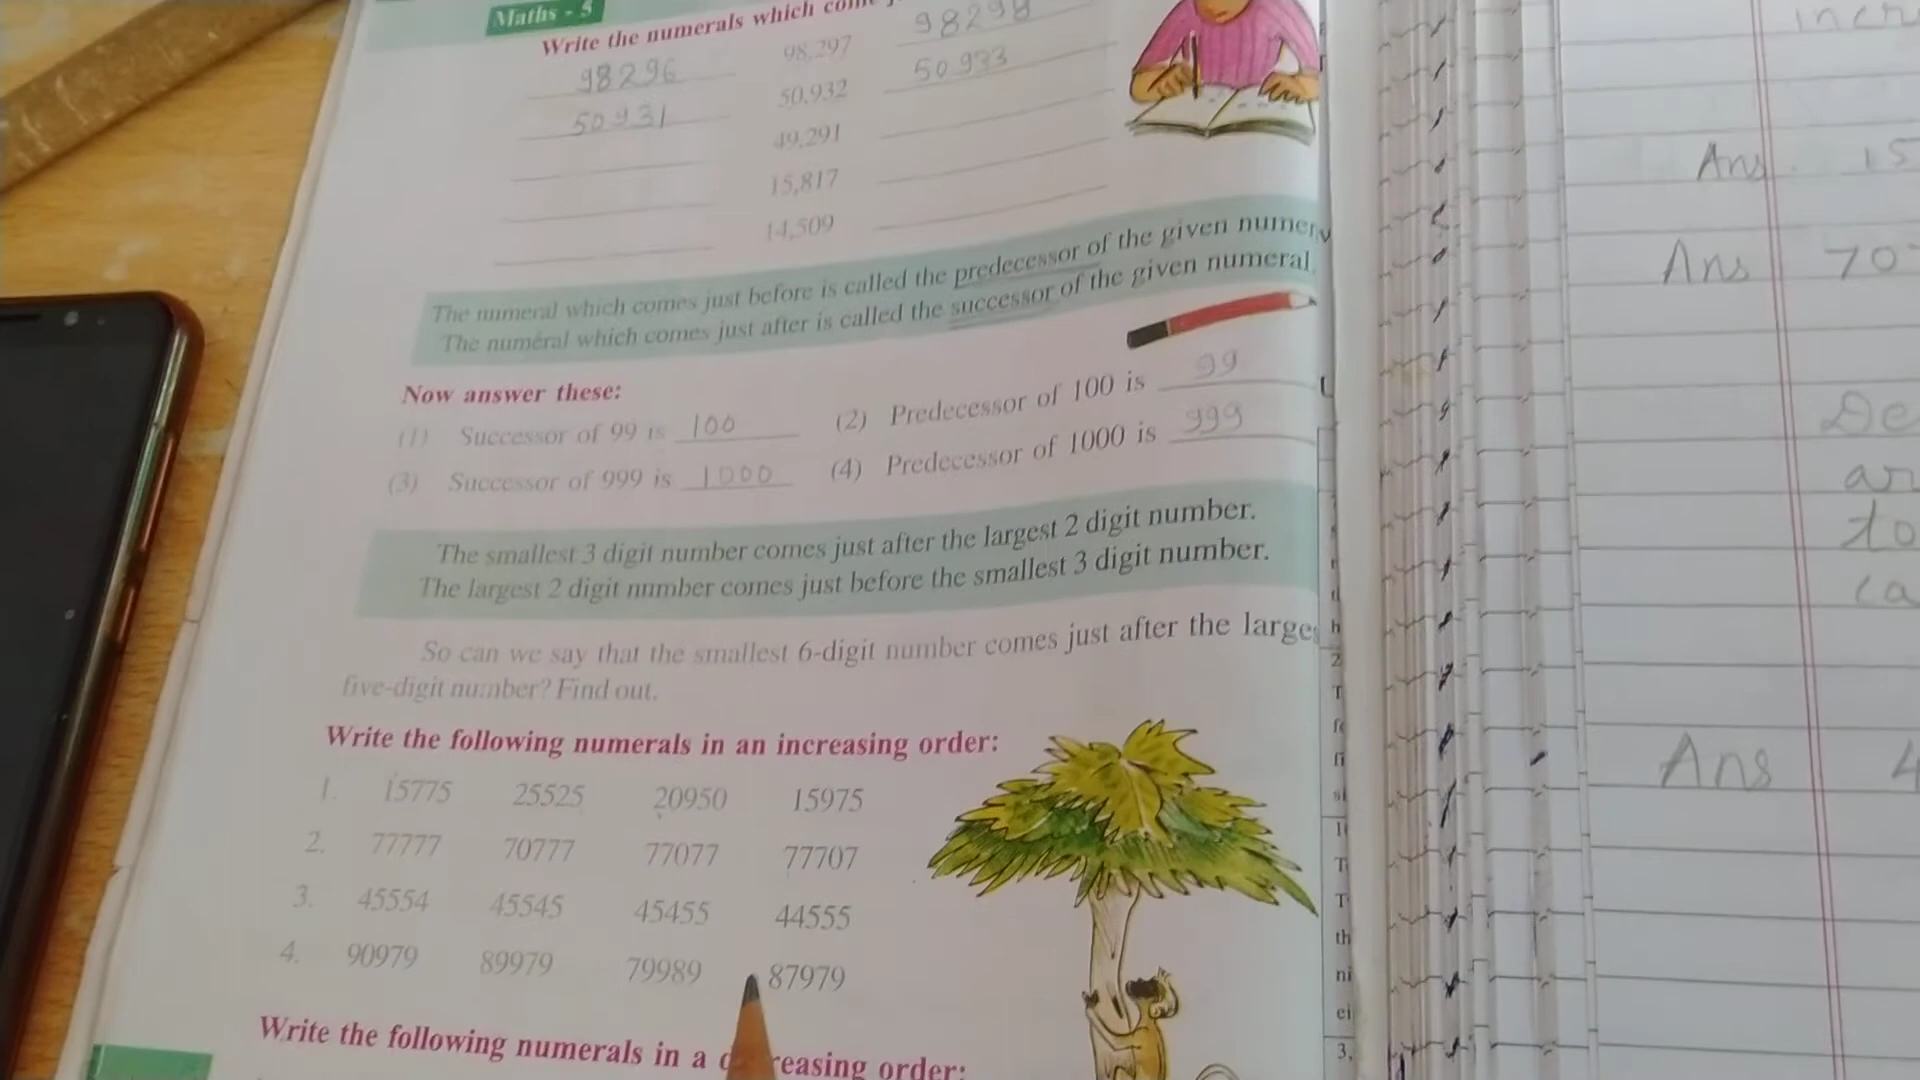 Maths - 5
Write the numerals which
98296 98,297 98298
50931 50,932 50933
49,291
15,817
14,509
The numeral which comes just before is called the predecessor of the given
The numeral which comes just after is called the successor of the given numeral
Now answer these:
(1) Successor of 99 is 100 (2) Predecessor of 100 is 99
(3) Successor of 999 is 1000 (4) Predecessor of 1000 is 999
The smallest 3 digit number comes just after the largest 2 digit number.
The largest 2 digit number comes just before the smallest 3 digit number.
So can we say that the smallest 6-digit number comes just after the
five-digit number? Find out.
Write the following numerals in an increasing order:
1. 15775 25525 20950 15975
2. 77777 70777 77077 77707
3. 45554 45545 45455 44555
4. 90979 89979 79989 87979
Write the following numerals in a order:
Ans 15
Ans 70
De
ar
to
ca
Ans 4